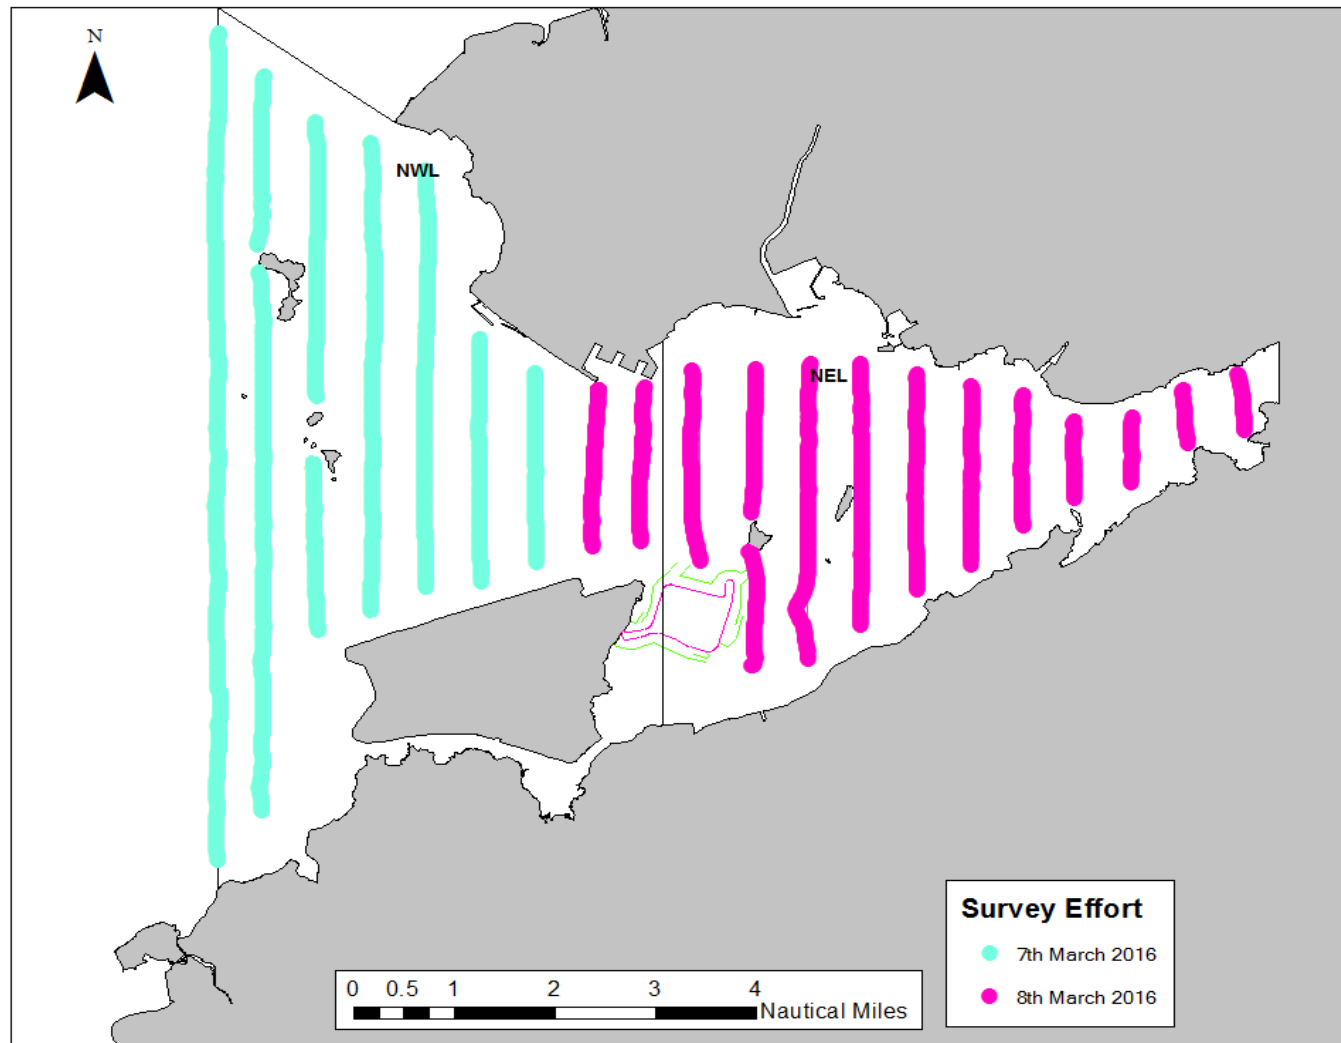 N
NWL
NEL
Survey Effort
7th March 2016
8th March 2016
0 0.5 1 2 3 4
Nautical Miles